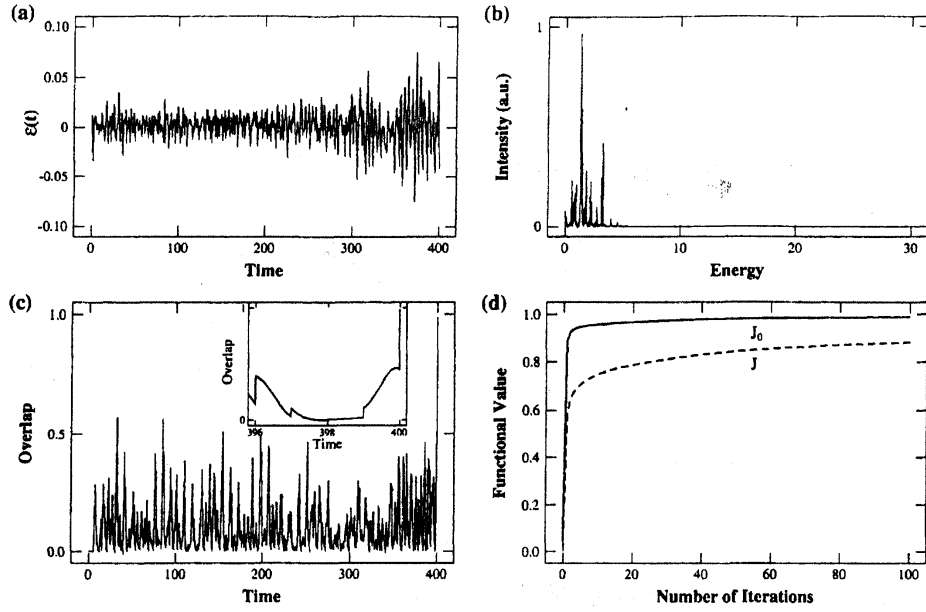 (a)
0.10
0.05
0
-0.05
-0.10
ε(t)
0 100 200 300 400
Time
(b)
1
0
Intensity (a.u.)
0 10 20 30
Energy
(c)
1.0
0.5
0.0
Overlap
0 100 200 300 400
Time
1
0
Overlap
396 398 400
Time
(d)
1.0
0.8
0.6
0.4
0.2
0.0
Functional Value
J₀
J
0 20 40 60 80 100
Number of Iterations